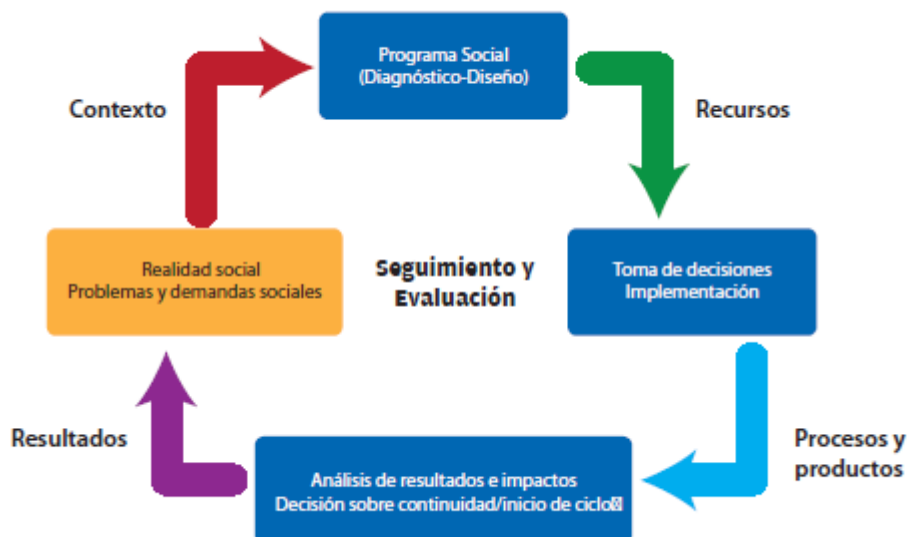 Programa Social
(Diagnóstico-Diseño)
Contexto
Recursos
Realidad social
Problemas y demandas sociales
Seguimiento y
Evaluación
Toma de decisiones
Implementación
Resultados
Procesos y
productos
Análisis de resultados e impactos
Decisión sobre continuidad/inicio de ciclo